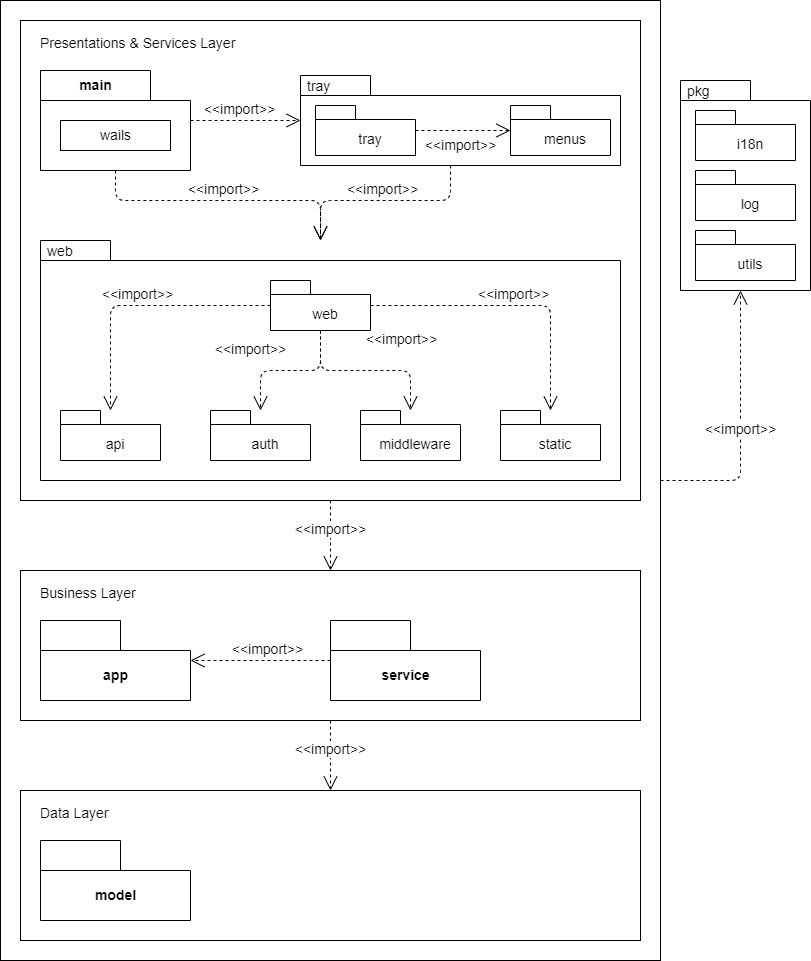 Presentations & Services Layer
main
wails
<<import>>
tray
tray
<<import>>
menus
<<import>>
<<import>>
web
<<import>>
web
<<import>>
<<import>>
<<import>>
api
auth
middleware
static
<<import>>
Business Layer
app
<<import>>
service
<<import>>
Data Layer
model
pkg
i18n
log
utils
<<import>>